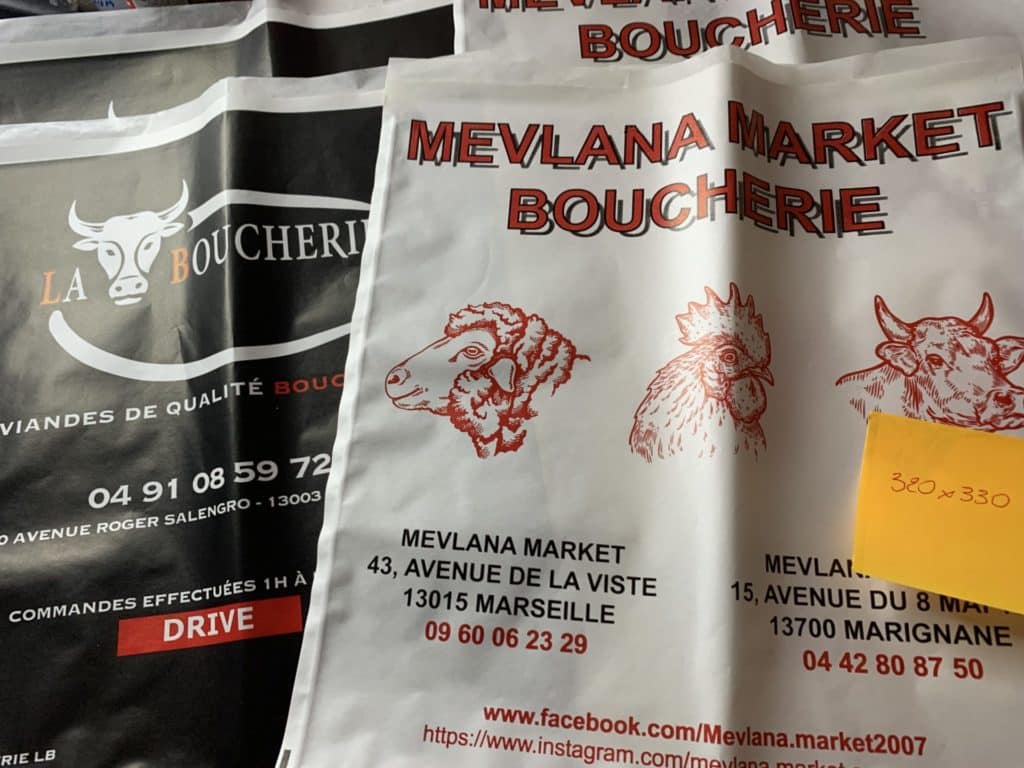 BOUCHERIE
MEVLANA MARKET
BOUCHERIE
MEVLANA MARKET
43, AVENUE DE LA VISTE
13015 MARSEILLE
09 60 06 23 29
15, AVENUE DU 8 MAI
13700 MARIGNANE
04 42 80 87 50
www.facebook.com/Mevlana.market2007
https://www.instagram.com/mevlana.market
320 x 330
LA BOUCHERIE
VIANDES DE QUALITÉ
04 91 08 59 72
AVENUE ROGER SALENGRO - 13003
COMMANDES EFFECTUÉES 1H À
DRIVE
LB